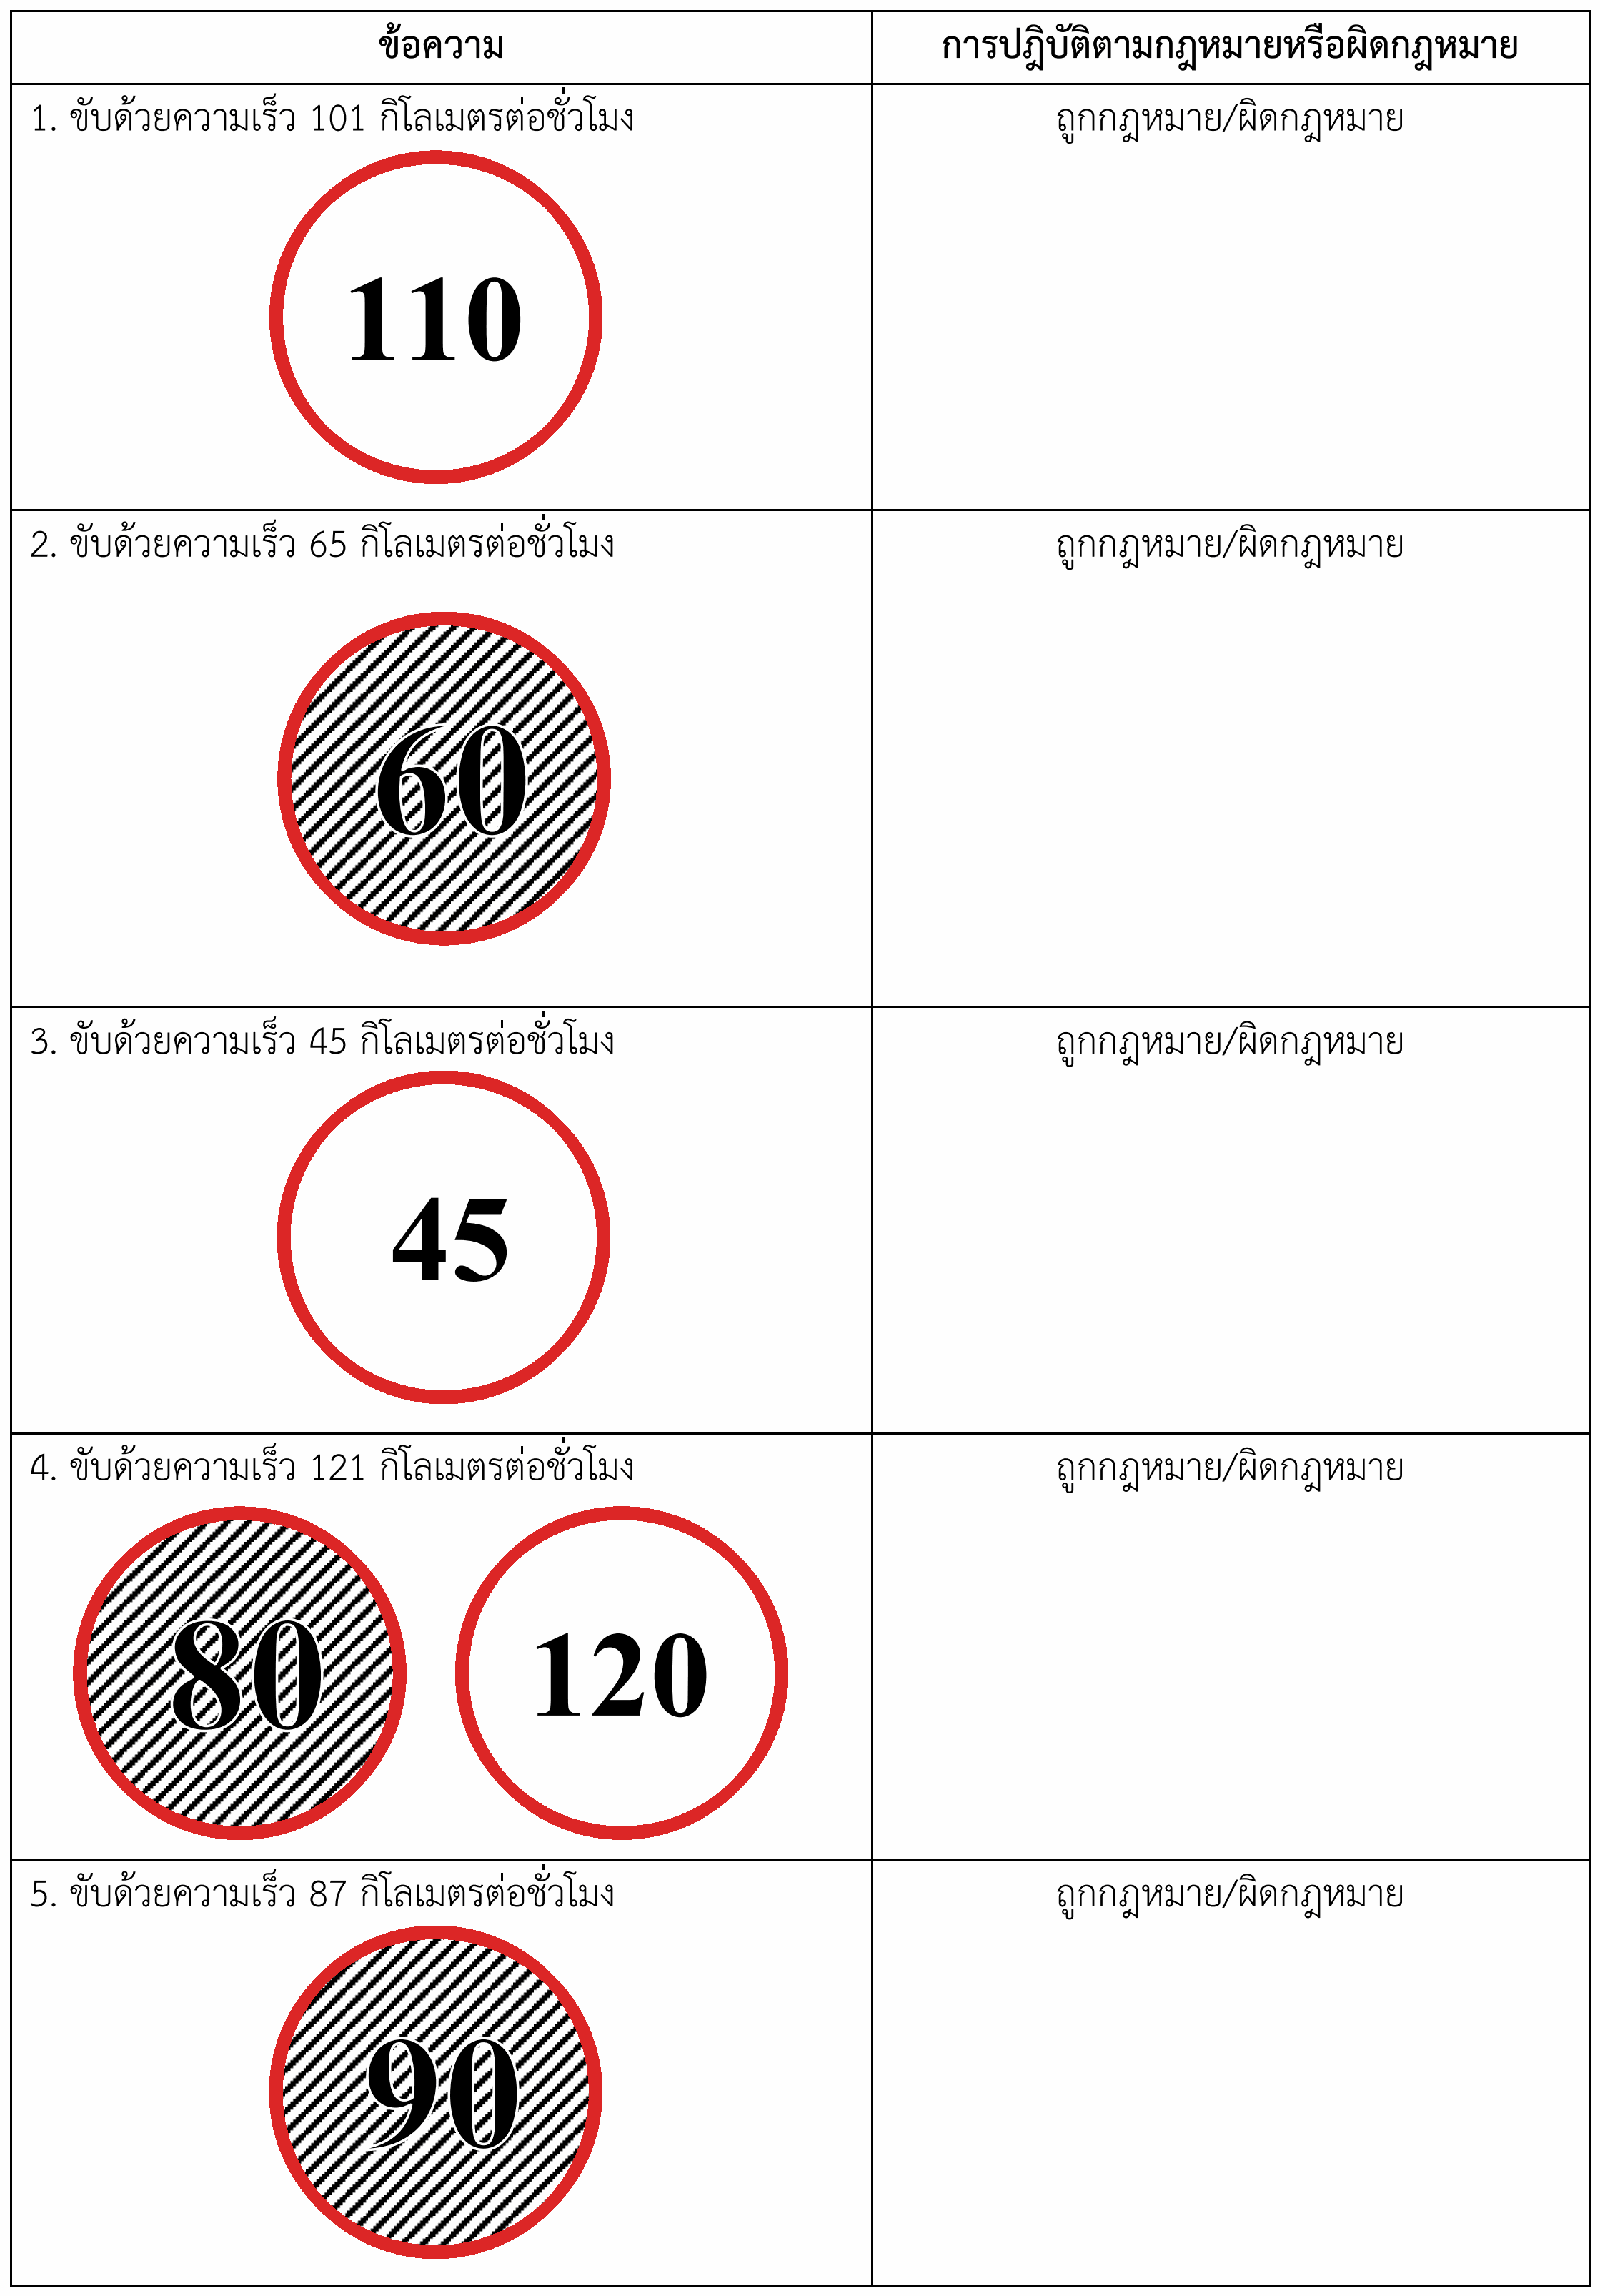 ข้อความ
การปฎิบัติตามกฎหมายหรือผิดกฎหมาย
1. ขับด้วยความเร็ว 101 กิโลเมตรต่อชั่วโมง
ถูกกฎหมาย/ผิดกฎหมาย
110
2. ขับด้วยความเร็ว 65 กิโลเมตรต่อชั่วโมง
ถูกกฎหมาย/ผิดกฎหมาย
60
3. ขับด้วยความเร็ว 45 กิโลเมตรต่อชั่วโมง
ถูกกฎหมาย/ผิดกฎหมาย
45
4. ขับด้วยความเร็ว 121 กิโลเมตรต่อชั่วโมง
ถูกกฎหมาย/ผิดกฎหมาย
80
120
5. ขับด้วยความเร็ว 87 กิโลเมตรต่อชั่วโมง
ถูกกฎหมาย/ผิดกฎหมาย
90